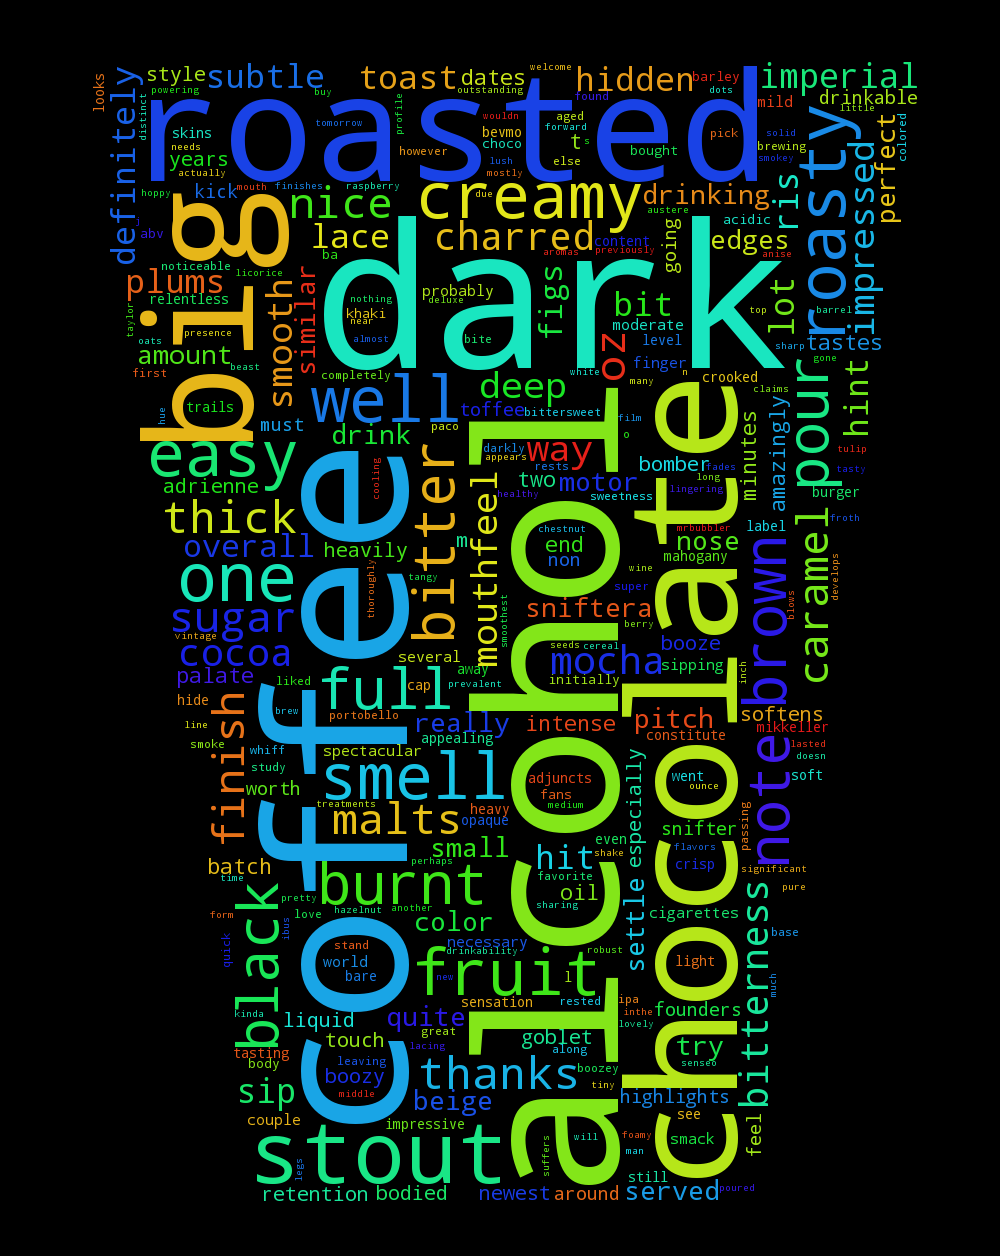 welcome
looks style subtle toast dates hidden barley imperial
powering outstanding dots drinkable
definitely roasted buy found mild little
distinct tomorrow profile wouldn aged pick solid colored
skins bevmo forward t s brewing roasty perfect
needs choco smokey
years actually however lush else bought
hoppy kick mouth finishes raspberry mostly impressed
big nice creamy due drinking ris
abv lace charred austere acidic
j ba content going edges
noticeable licorice aromas previously anise
plums smooth similar dark figs probably bit lot
relentless nothing deluxe moderate top barrel
taylor presence khaki near
oats amount almost bite level sharp tastes
first beast completely white oz finger gone
trails well deep many n crooked claims pour hint
hue must toffee bittersweet film
drink paco o minutes amazingly
easy darkly way tulip
cooling bitter appears rests bomber fades tasty
adrienne two motor long burger
thick coffee mouthfeel healthy sweetness lingering
chestnut mrbubbler label froth
overall heavily m end nose
one thoroughly tangy non mahogany caramel develops
alcohol wine chocolate brown
sugar smoothest super blows
vintage sniftera berry
cocoa several seeds cereal booze
palate away mocha sipping inch
liked full cap prevalent initially
hide brew portobello pitch softens
line finish really intense constitute mikkeller
smoke whiff appealing lasted
study spectacular went doesn
worth smell adjuncts ounce soft
treatments fans especially note
malts heavy medium passing
opaque snifter
small even
batch perhaps hit shake flavors
time burnt favorite crisp significant
pretty oil pure
form love hazelnut another sharing cigarettes
black color settle bitterness
quick ibus stand necessary base
world drinkability robust light
bare fruit l much
new sensation rested ipa founders
kinda liquid quite inthe
great lovely
tasting touch lacing goblet try
body leaving along senseo
boozy thanks boozey
sip middle beige tiny highlights
couple impressive see
foamy smack feel
stout suffers will man
legs still
retention bodied newest around served poured